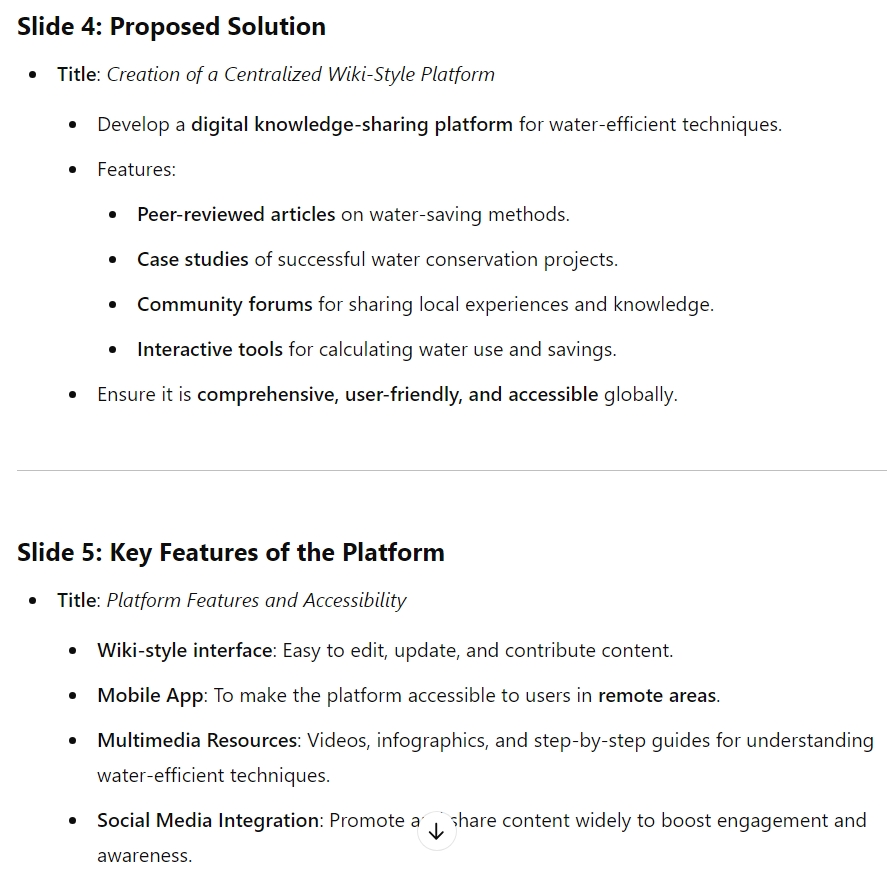 Slide 4: Proposed Solution
Title: Creation of a Centralized Wiki-Style Platform
Develop a digital knowledge-sharing platform for water-efficient techniques.
Features:
Peer-reviewed articles on water-saving methods.
Case studies of successful water conservation projects.
Community forums for sharing local experiences and knowledge.
Interactive tools for calculating water use and savings.
Ensure it is comprehensive, user-friendly, and accessible globally.
Slide 5: Key Features of the Platform
Title: Platform Features and Accessibility
Wiki-style interface: Easy to edit, update, and contribute content.
Mobile App: To make the platform accessible to users in remote areas.
Multimedia Resources: Videos, infographics, and step-by-step guides for understanding
water-efficient techniques.
Social Media Integration: Promote share content widely to boost engagement and
awareness.